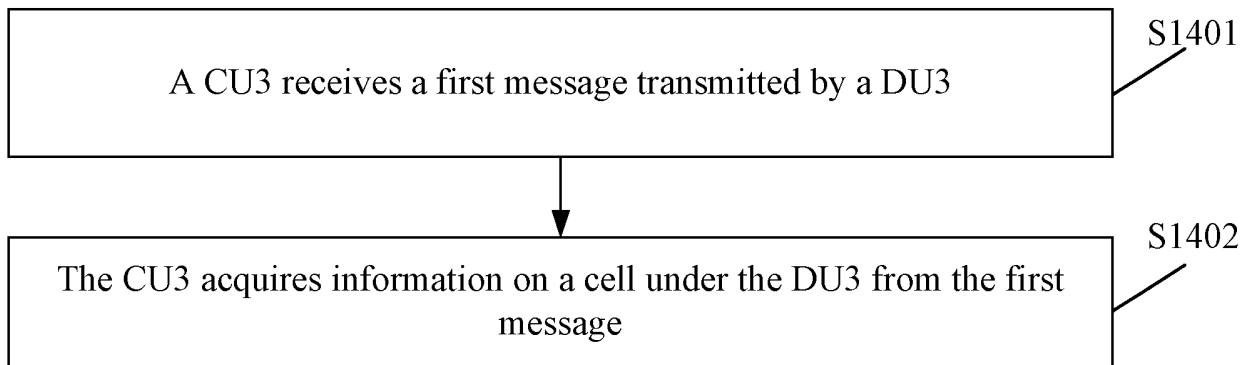 S1401
A CU3 receives a first message transmitted by a DU3
S1402
The CU3 acquires information on a cell under the DU3 from the first
message